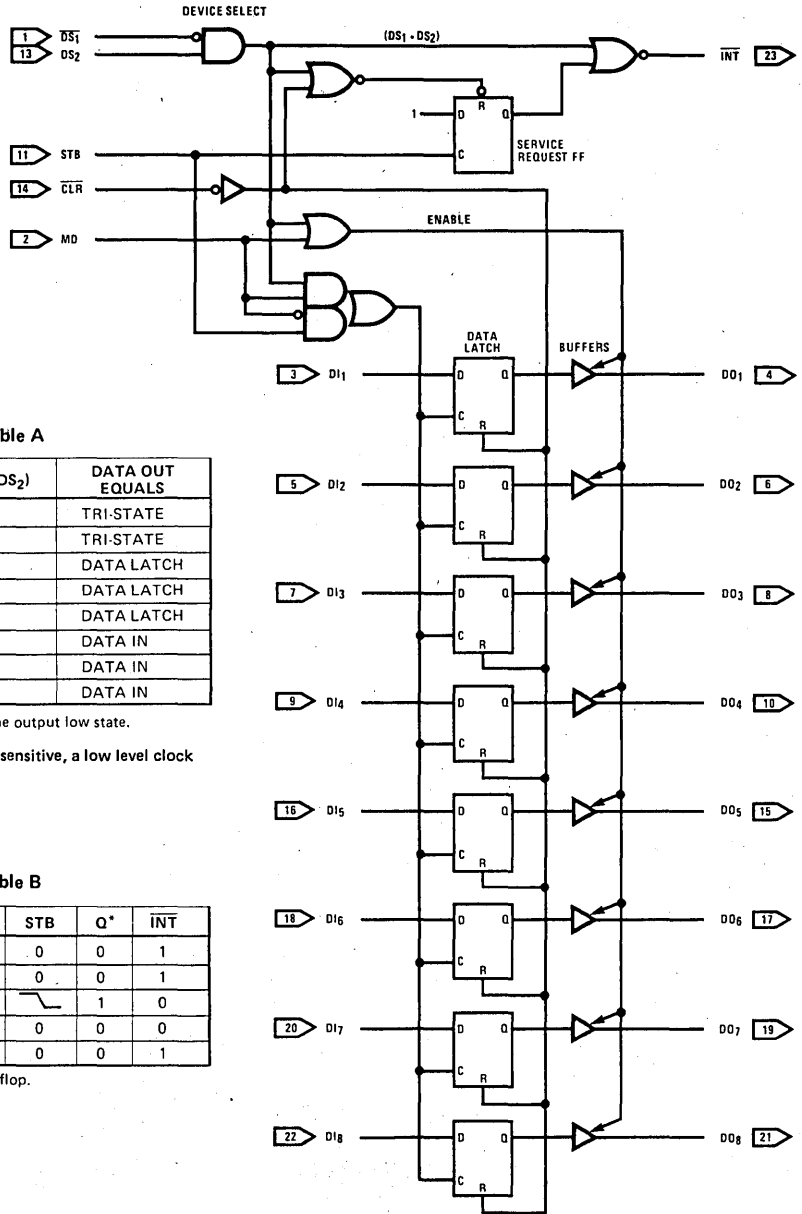 DEVICE SELECT
1 D̅S̅₁
13 DS₂
(DS₁ • DS₂)
I̅N̅T̅ 23
R
1 D Q
C
SERVICE
REQUEST FF
11 STB
14 C̅L̅R̅
2 MD
ENABLE
DATA
LATCH
BUFFERS
3 DI₁ D Q DO₁ 4
C
R
5 DI₂ D Q DO₂ 6
C
R
7 DI₃ D Q DO₃ 8
C
R
9 DI₄ D Q DO₄ 10
C
R
16 DI₅ D Q DO₅ 15
C
R
18 DI₆ D Q DO₆ 17
C
R
20 DI₇ D Q DO₇ 19
C
R
22 DI₈ D Q DO₈ 21
C
R
ble A
DS₂) DATA OUT
EQUALS
TRI-STATE
TRI-STATE
DATA LATCH
DATA LATCH
DATA LATCH
DATA IN
DATA IN
DATA IN
ne output low state.
sensitive, a low level clock
ble B
STB Q* I̅N̅T̅
0 0 1
0 0 1
1 0
0 0 0
0 0 1
flop.